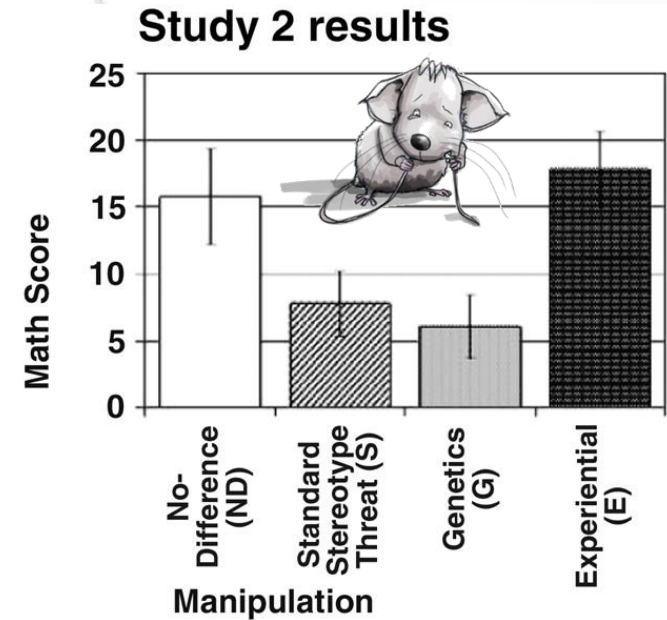 Study 2 results
25
20
15
10
5
0
Math Score
No-
Difference
(ND)
Standard
Stereotype
Threat (S)
Genetics
(G)
Experiential
(E)
Manipulation